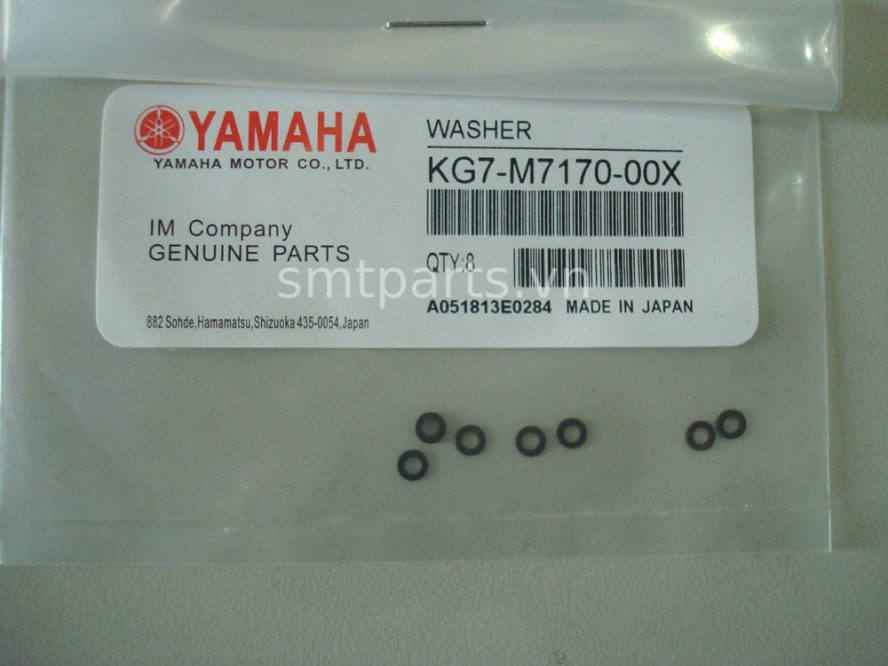 YAMAHA
YAMAHA MOTOR CO., LTD.
IM Company
GENUINE PARTS
882 Sohde,Hamamatsu,Shizuoka 435-0054,Japan
WASHER
KG7-M7170-00X
QTY:8
A051813E0284 MADE IN JAPAN
smtparts.vn